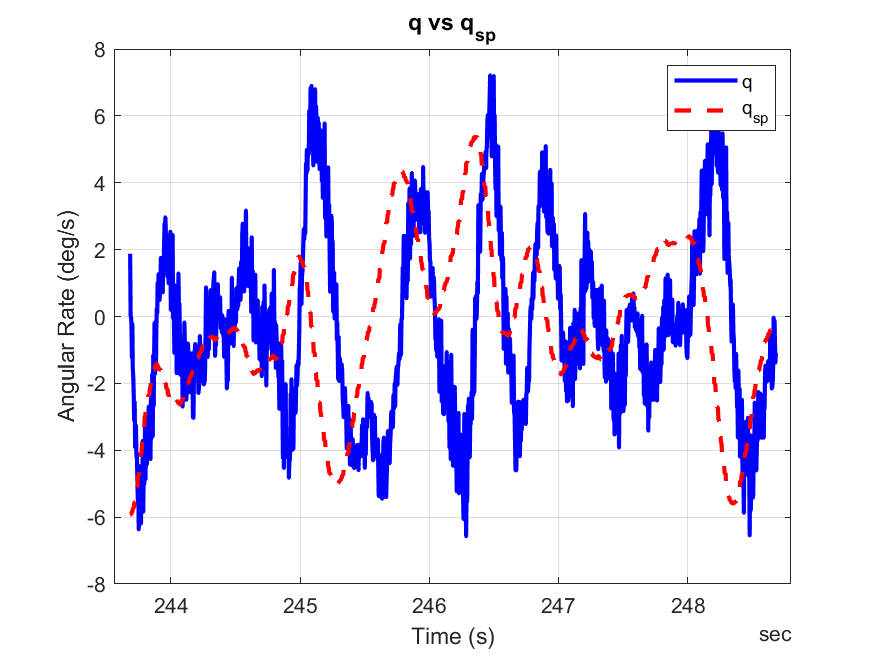 q vs q_sp
8
6
4
2
0
-2
-4
-6
-8
Angular Rate (deg/s)
q
q_sp
244 245 246 247 248
Time (s)
sec